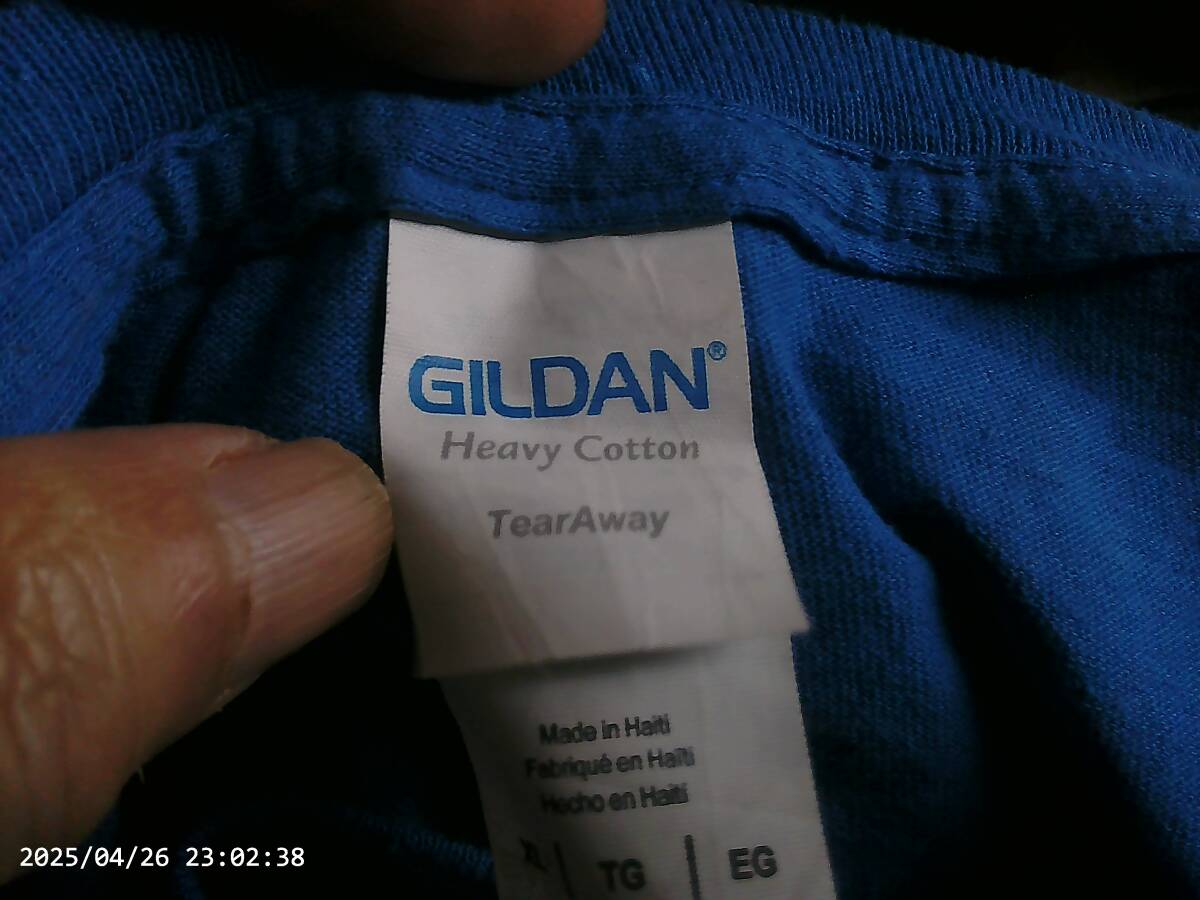 GILDAN®
Heavy Cotton
TearAway
Made in Haiti
Fabriqué en Haïti
Hecho en Haití
XL | TG | EG
2025/04/26 23:02:38